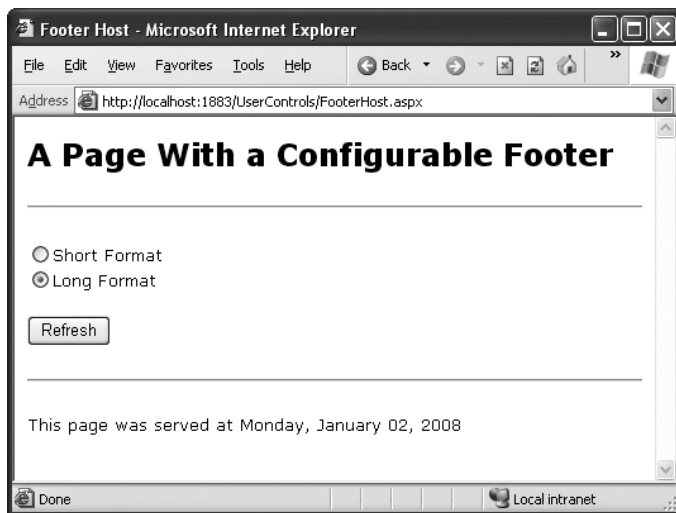 Footer Host - Microsoft Internet Explorer
File Edit View Favorites Tools Help Back »
Address http://localhost:1883/UserControls/FooterHost.aspx
A Page With a Configurable Footer
Short Format
Long Format
Refresh
This page was served at Monday, January 02, 2008
Done Local intranet